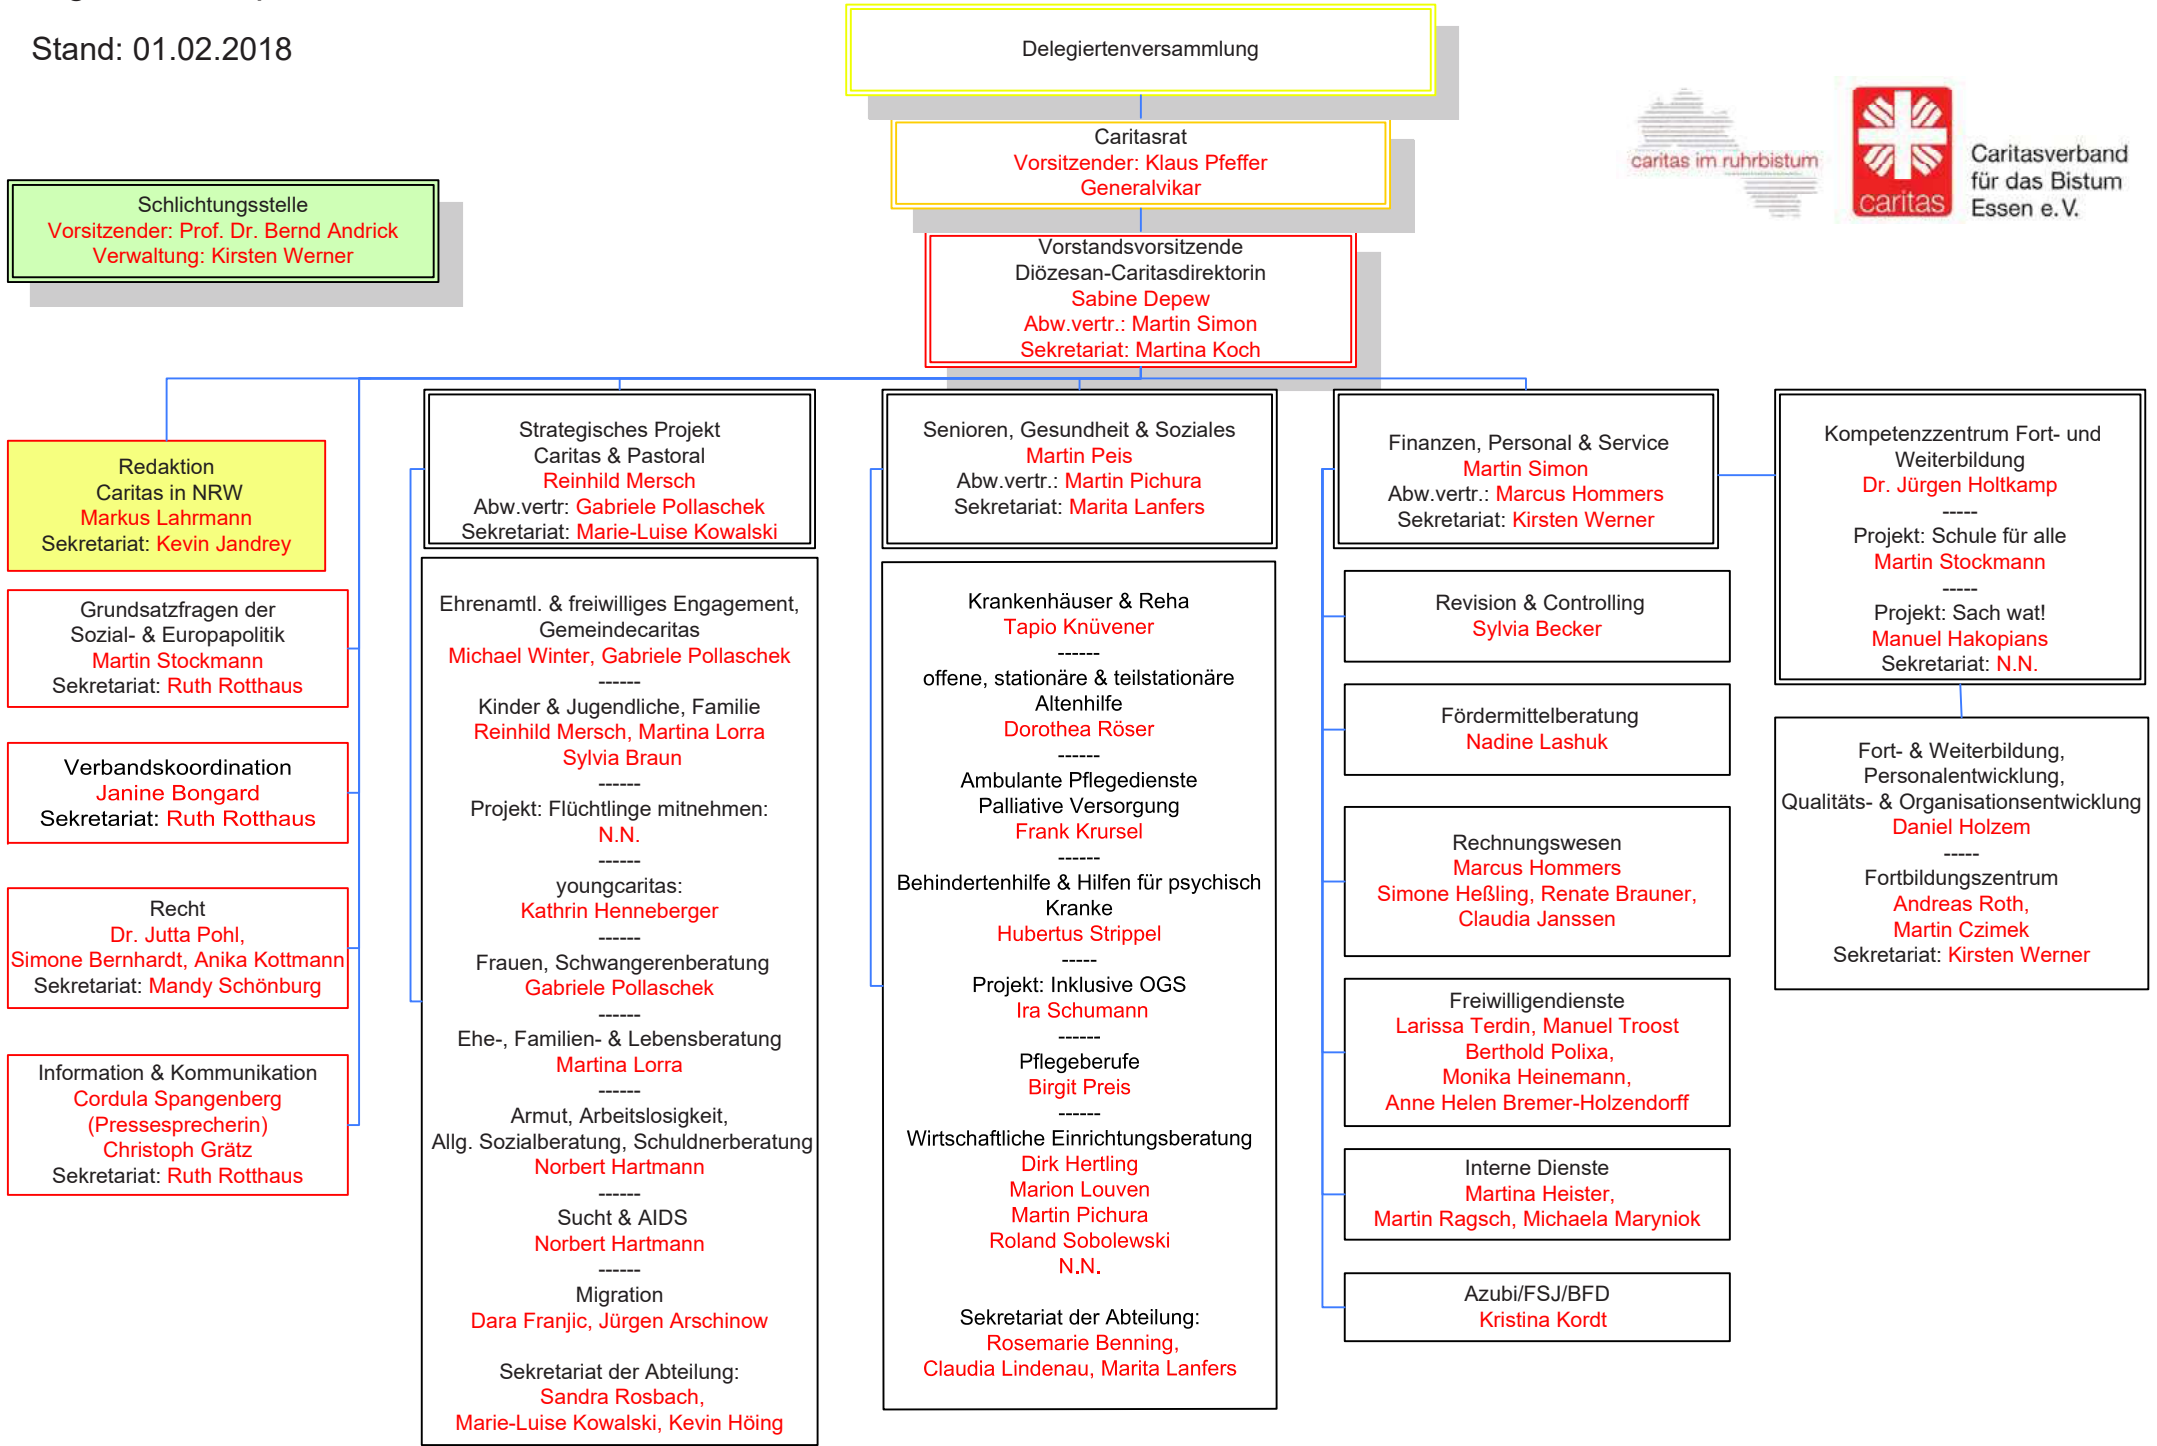 Stand: 01.02.2018
Delegiertenversammlung
Caritasrat
Vorsitzender: Klaus Pfeffer
Generalvikar
caritas im ruhrbistum
caritas
Caritasverband
für das Bistum
Essen e.V.
Schlichtungsstelle
Vorsitzender: Prof. Dr. Bernd Andrick
Verwaltung: Kirsten Werner
Vorstandsvorsitzende
Diözesan-Caritasdirektorin
Sabine Depew
Abw.vertr.: Martin Simon
Sekretariat: Martina Koch
Redaktion
Caritas in NRW
Markus Lahrmann
Sekretariat: Kevin Jandrey
Grundsatzfragen der
Sozial- & Europapolitik
Martin Stockmann
Sekretariat: Ruth Rotthaus
Verbandskoordination
Janine Bongard
Sekretariat: Ruth Rotthaus
Recht
Dr. Jutta Pohl,
Simone Bernhardt, Anika Kottmann
Sekretariat: Mandy Schönburg
Information & Kommunikation
Cordula Spangenberg
(Pressesprecherin)
Christoph Grätz
Sekretariat: Ruth Rotthaus
Strategisches Projekt
Caritas & Pastoral
Reinhild Mersch
Abw.vertr: Gabriele Pollaschek
Sekretariat: Marie-Luise Kowalski
Ehrenamtl. & freiwilliges Engagement,
Gemeindecaritas
Michael Winter, Gabriele Pollaschek
------
Kinder & Jugendliche, Familie
Reinhild Mersch, Martina Lorra
Sylvia Braun
------
Projekt: Flüchtlinge mitnehmen:
N.N.
------
youngcaritas:
Kathrin Henneberger
------
Frauen, Schwangerenberatung
Gabriele Pollaschek
------
Ehe-, Familien- & Lebensberatung
Martina Lorra
------
Armut, Arbeitslosigkeit,
Allg. Sozialberatung, Schuldnerberatung
Norbert Hartmann
------
Sucht & AIDS
Norbert Hartmann
------
Migration
Dara Franjic, Jürgen Arschinow
Sekretariat der Abteilung:
Sandra Rosbach,
Marie-Luise Kowalski, Kevin Höing
Senioren, Gesundheit & Soziales
Martin Peis
Abw.vertr.: Martin Pichura
Sekretariat: Marita Lanfers
Krankenhäuser & Reha
Tapio Knüvener
------
offene, stationäre & teilstationäre
Altenhilfe
Dorothea Röser
------
Ambulante Pflegedienste
Palliative Versorgung
Frank Krursel
------
Behindertenhilfe & Hilfen für psychisch
Kranke
Hubertus Strippel
-----
Projekt: Inklusive OGS
Ira Schumann
------
Pflegeberufe
Birgit Preis
------
Wirtschaftliche Einrichtungsberatung
Dirk Hertling
Marion Louven
Martin Pichura
Roland Sobolewski
N.N.
Sekretariat der Abteilung:
Rosemarie Benning,
Claudia Lindenau, Marita Lanfers
Finanzen, Personal & Service
Martin Simon
Abw.vertr.: Marcus Hommers
Sekretariat: Kirsten Werner
Revision & Controlling
Sylvia Becker
Fördermittelberatung
Nadine Lashuk
Rechnungswesen
Marcus Hommers
Simone Heßling, Renate Brauner,
Claudia Janssen
Freiwilligendienste
Larissa Terdin, Manuel Troost
Berthold Polixa,
Monika Heinemann,
Anne Helen Bremer-Holzendorff
Interne Dienste
Martina Heister,
Martin Ragsch, Michaela Maryniok
Azubi/FSJ/BFD
Kristina Kordt
Kompetenzzentrum Fort- und
Weiterbildung
Dr. Jürgen Holtkamp
-----
Projekt: Schule für alle
Martin Stockmann
-----
Projekt: Sach wat!
Manuel Hakopians
Sekretariat: N.N.
Fort- & Weiterbildung,
Personalentwicklung,
Qualitäts- & Organisationsentwicklung
Daniel Holzem
-----
Fortbildungszentrum
Andreas Roth,
Martin Czimek
Sekretariat: Kirsten Werner